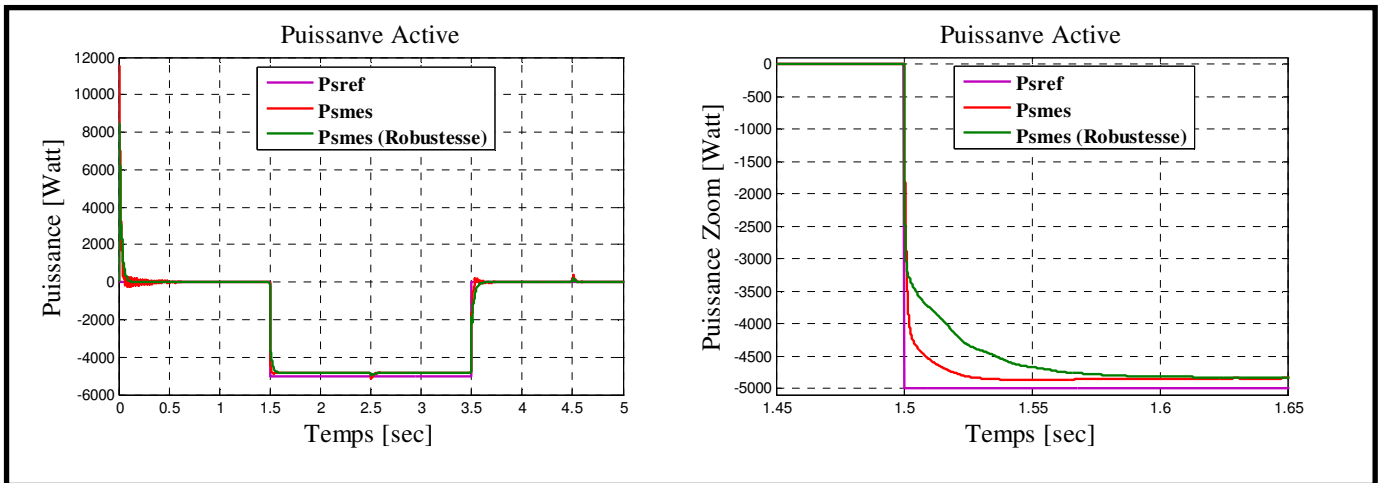 Puissanve Active
Puissance [Watt]
12000
10000
8000
6000
4000
2000
0
-2000
-4000
-6000
Psref
Psmes
Psmes (Robustesse)
0 0.5 1 1.5 2 2.5 3 3.5 4 4.5 5
Temps [sec]
Puissanve Active
Puissance Zoom [Watt]
0
-500
-1000
-1500
-2000
-2500
-3000
-3500
-4000
-4500
-5000
Psref
Psmes
Psmes (Robustesse)
1.45 1.5 1.55 1.6 1.65
Temps [sec]